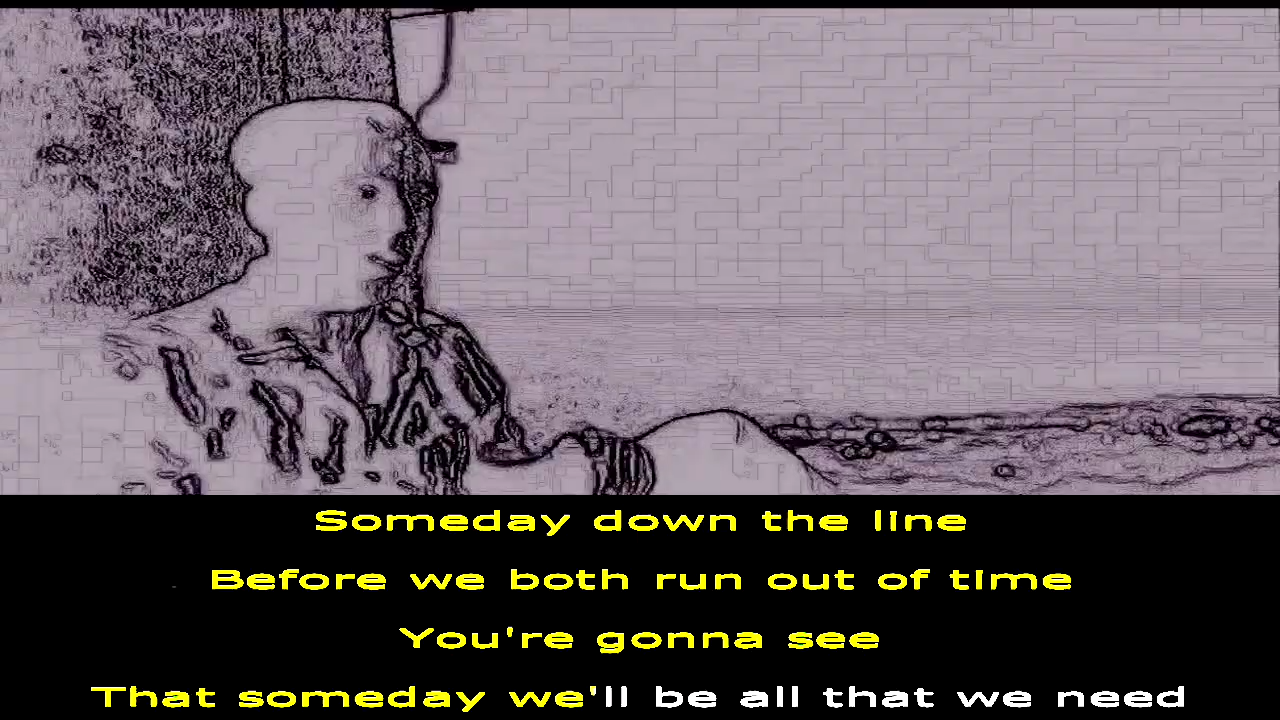 Someday down the line
Before we both run out of time
You're gonna see
That someday we'll be all that we need